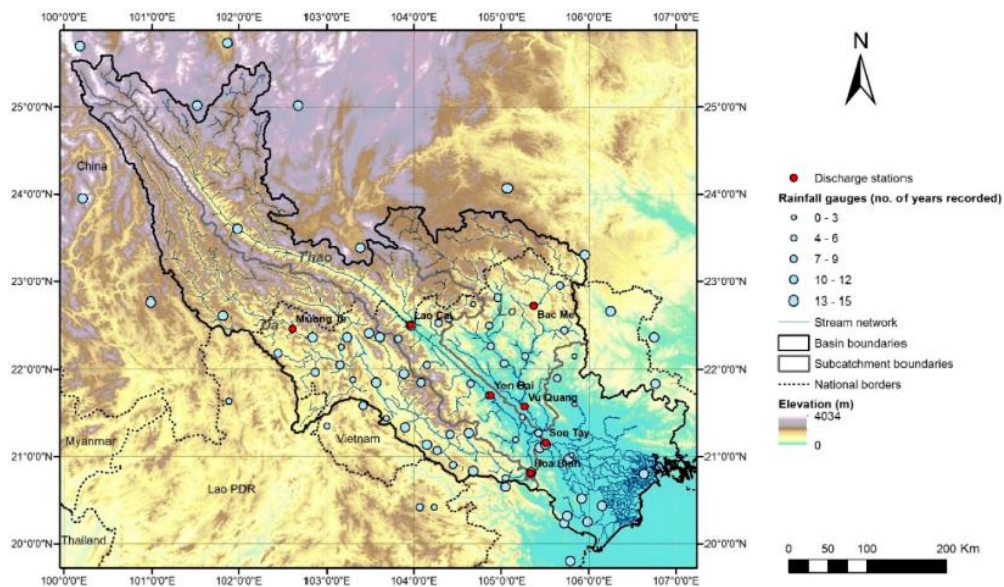 100°0'0"E 101°0'0"E 102°0'0"E 103°0'0"E 104°0'0"E 105°0'0"E 106°0'0"E 107°0'0"E
N
25°0'0"N 25°0'0"N
China
24°0'0"N 24°0'0"N
Discharge stations
Rainfall gauges (no. of years recorded)
0 - 3
4 - 6
7 - 9
10 - 12
13 - 15
Thao
23°0'0"N 23°0'0"N
Lo
Bac Me
Lao Cai
Da
Muong Te
Stream network
Basin boundaries
Subcatchment boundaries
National borders
22°0'0"N 22°0'0"N
Yen Bai
Vu Quang
Elevation (m)
4034
0
Son Tay
Myanmar
Vietnam
21°0'0"N 21°0'0"N
Hoa Binh
Lao PDR
Thailand
20°0'0"N 20°0'0"N
0 50 100 200 Km
100°0'0"E 101°0'0"E 102°0'0"E 103°0'0"E 104°0'0"E 105°0'0"E 106°0'0"E 107°0'0"E